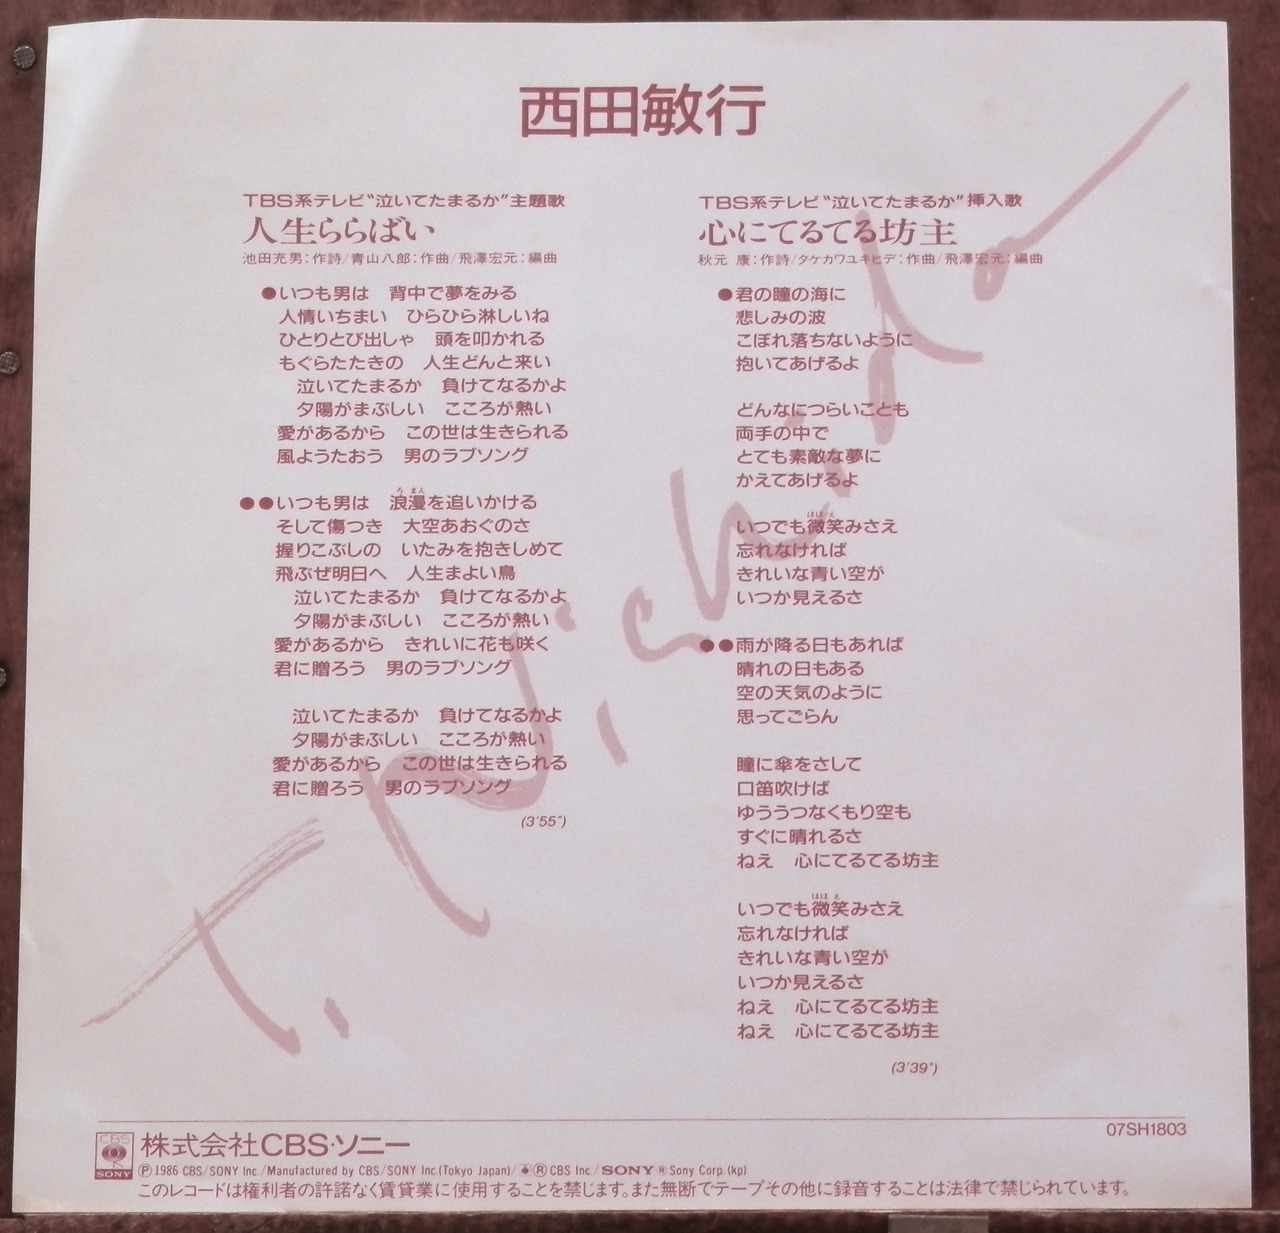 西田敏行
TBS系テレビ“泣いてたまるか”主題歌
人生ららばい
池田充男:作詩/青山八郎:作曲/飛澤宏元:編曲
●いつも男は　背中で夢をみる
人情いちまい　ひらひら淋しいね
ひとりとび出しゃ　頭を叩かれる
もぐらたたきの　人生どんと来い
泣いてたまるか　負けてなるかよ
夕陽がまぶしい　こころが熱い
愛があるから　この世は生きられる
風ようたおう　男のラブソング
ろまん
●●いつも男は　浪漫を追いかける
そして傷つき　大空あおぐのさ
握りこぶしの　いたみを抱きしめて
飛ぶぜ明日へ　人生まよい鳥
泣いてたまるか　負けてなるかよ
夕陽がまぶしい　こころが熱い
愛があるから　きれいに花も咲く
君に贈ろう　男のラブソング
泣いてたまるか　負けてなるかよ
夕陽がまぶしい　こころが熱い
愛があるから　この世は生きられる
君に贈ろう　男のラブソング
(3'55")
TBS系テレビ“泣いてたまるか”挿入歌
心にてるてる坊主
秋元 康:作詩/タケカワユキヒデ:作曲/飛澤宏元:編曲
●君の瞳の海に
悲しみの波
こぼれ落ちないように
抱いてあげるよ
どんなにつらいことも
両手の中で
とても素敵な夢に
かえてあげるよ
ほほえ
いつでも微笑みさえ
忘れなければ
きれいな青い空が
いつか見えるさ
●●雨が降る日もあれば
晴れの日もある
空の天気のように
思ってごらん
瞳に傘をさして
口笛吹けば
ゆううつなくもり空も
すぐに晴れるさ
ねえ　心にてるてる坊主
ほほえ
いつでも微笑みさえ
忘れなければ
きれいな青い空が
いつか見えるさ
ねえ　心にてるてる坊主
ねえ　心にてるてる坊主
(3'39")
T. Nishida
07SH1803
CBS
SONY
株式会社CBS・ソニー
Ⓟ1986 CBS/SONY Inc./Manufactured by CBS/SONY Inc.(Tokyo Japan)/®CBS Inc/SONY®Sony Corp.(kp)
このレコードは権利者の許諾なく賃貸業に使用することを禁じます。また無断でテープその他に録音することは法律で禁じられています。